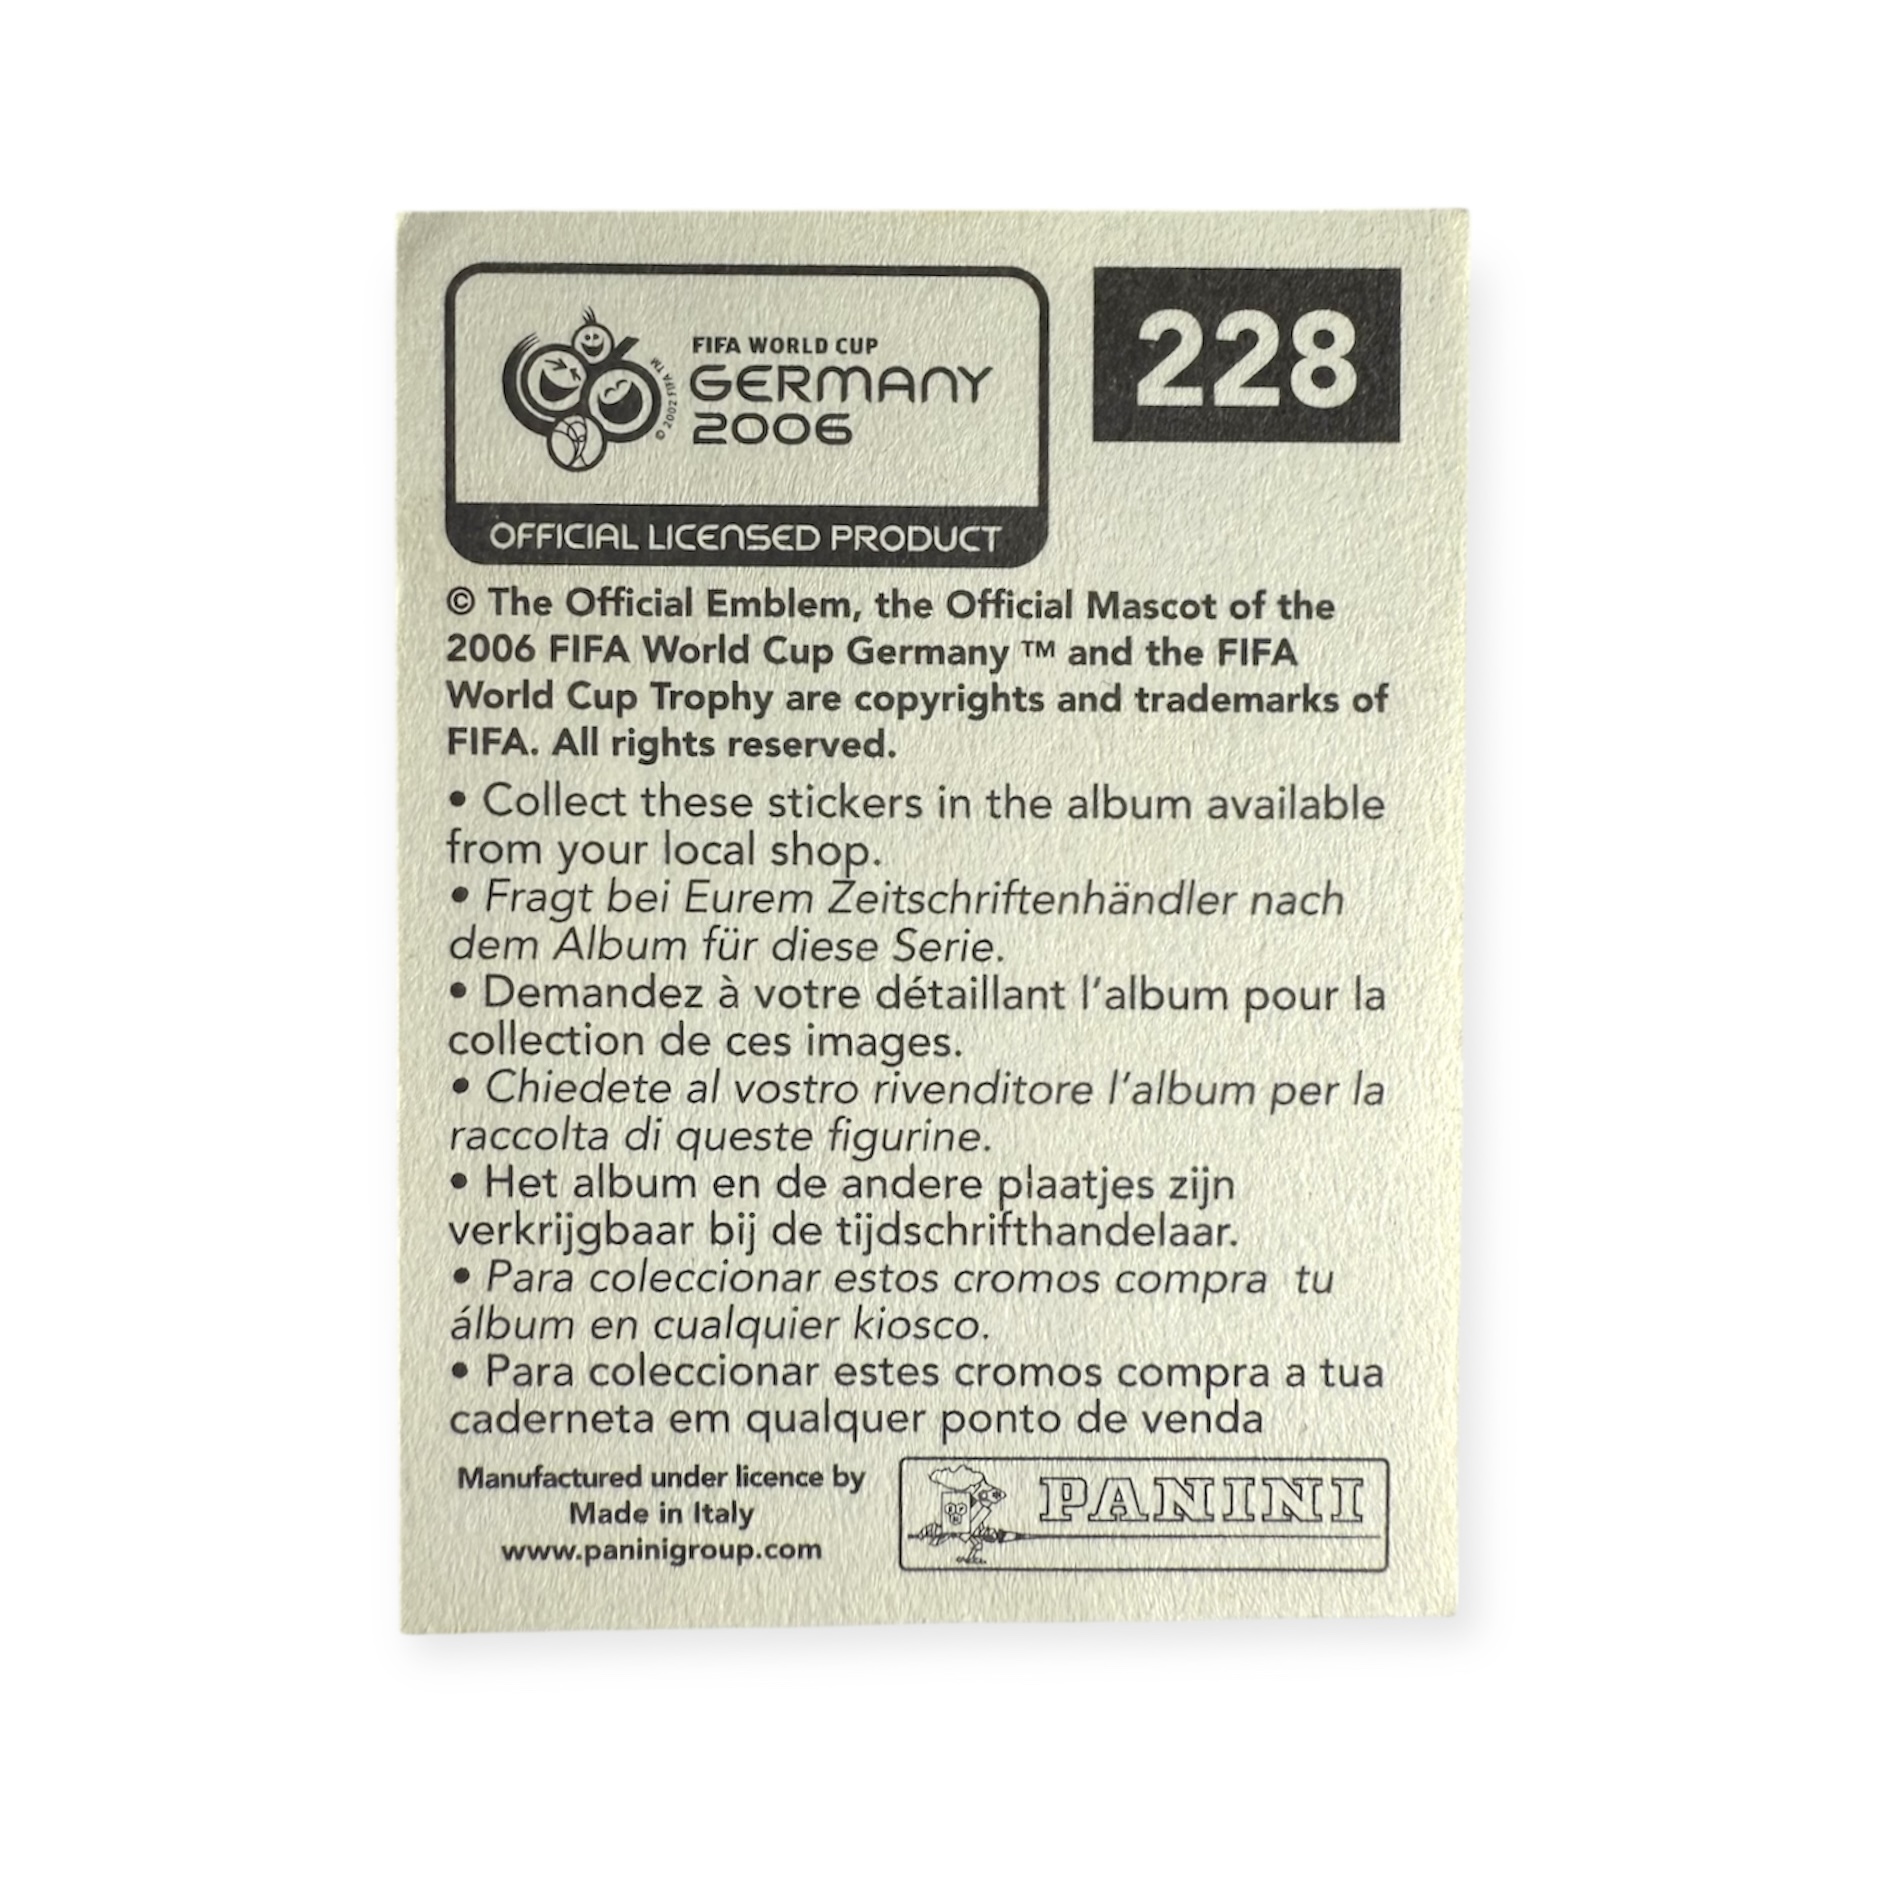 FIFA WORLD CUP
GERMANY
2006
© 2002 FIFA TM
228
OFFICIAL LICENSED PRODUCT
© The Official Emblem, the Official Mascot of the
2006 FIFA World Cup Germany ™ and the FIFA
World Cup Trophy are copyrights and trademarks of
FIFA. All rights reserved.
• Collect these stickers in the album available
from your local shop.
• Fragt bei Eurem Zeitschriftenhändler nach
dem Album für diese Serie.
• Demandez à votre détaillant l'album pour la
collection de ces images.
• Chiedete al vostro rivenditore l'album per la
raccolta di queste figurine.
• Het album en de andere plaatjes zijn
verkrijgbaar bij de tijdschrifthandelaar.
• Para coleccionar estos cromos compra tu
álbum en cualquier kiosco.
• Para coleccionar estes cromos compra a tua
caderneta em qualquer ponto de venda
Manufactured under licence by
Made in Italy
www.paninigroup.com
PANINI